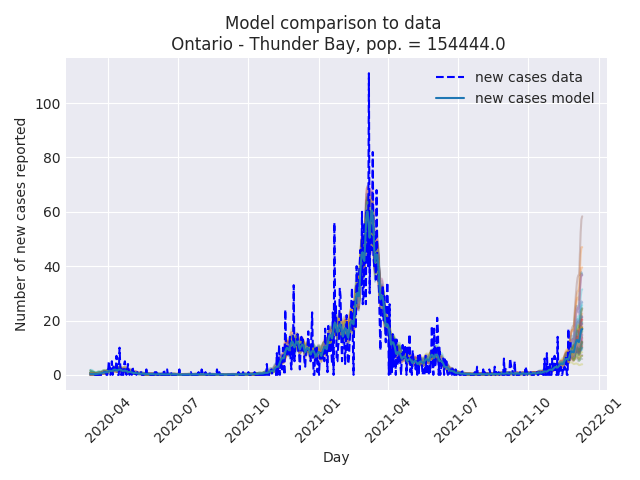 Model comparison to data
Ontario - Thunder Bay, pop. = 154444.0
new cases data
new cases model
Number of new cases reported
100
80
60
40
20
0
2020-04
2020-07
2020-10
2021-01
2021-04
2021-07
2021-10
2022-01
Day